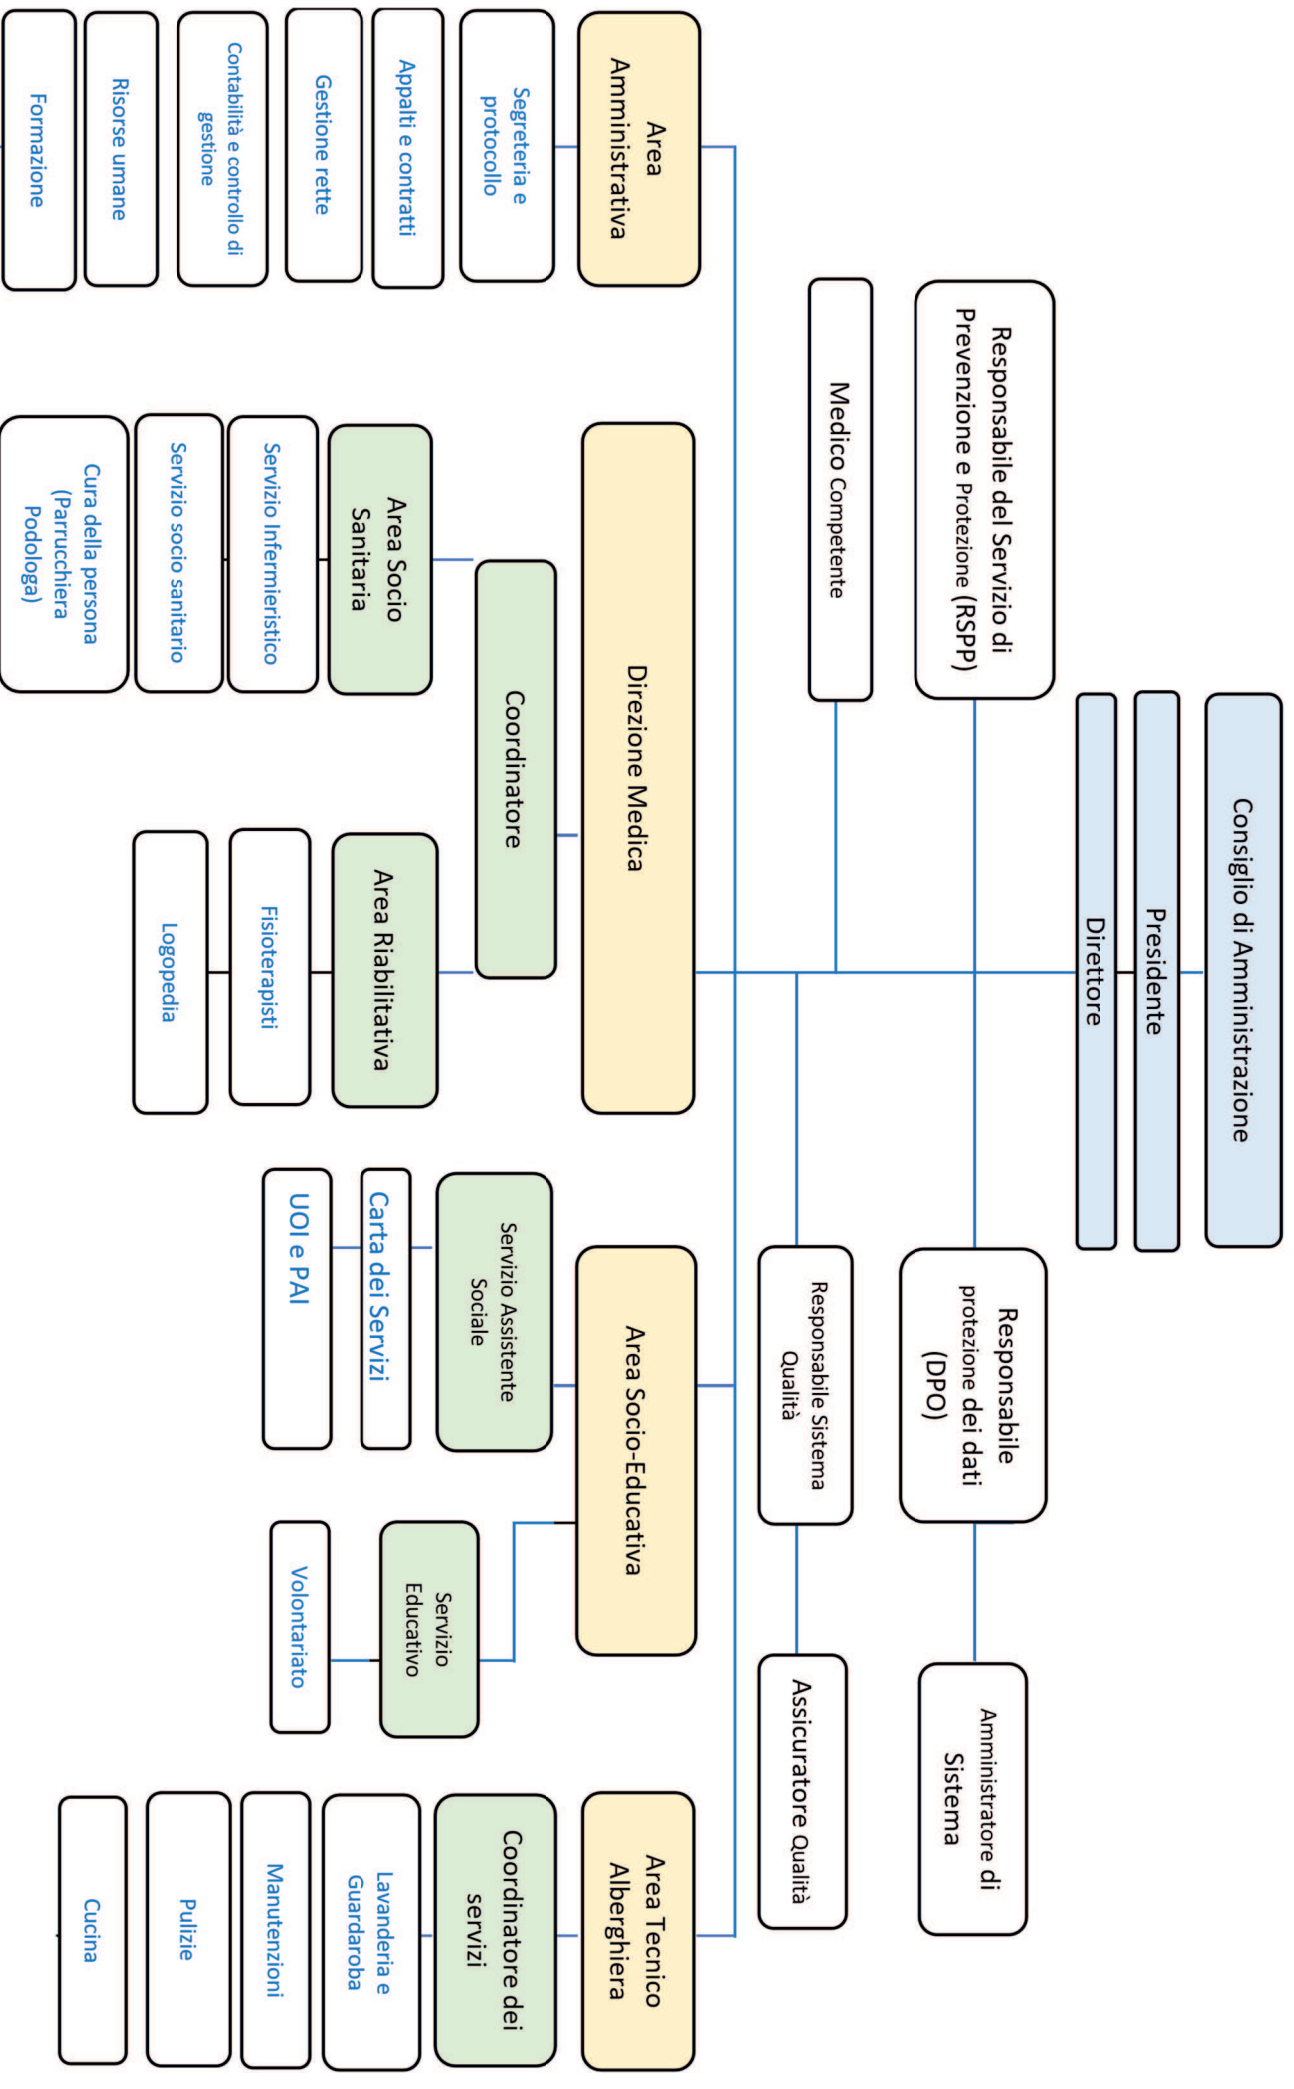 Consiglio di Amministrazione
Presidente
Direttore
Responsabile del Servizio di
Prevenzione e Protezione (RSPP)
Responsabile
protezione dei dati
(DPO)
Amministratore di
Sistema
Medico Competente
Responsabile Sistema
Qualità
Assicuratore Qualità
Area
Amministrativa
Segreteria e
protocollo
Appalti e contratti
Gestione rette
Contabilità e controllo di
gestione
Risorse umane
Formazione
Direzione Medica
Coordinatore
Area Socio
Sanitaria
Servizio Infermieristico
Servizio socio sanitario
Cura della persona
(Parrucchiera
Podologa)
Area Riabilitativa
Fisioterapisti
Logopedia
Area Socio-Educativa
Servizio Assistente
Sociale
Carta dei Servizi
UOI e PAI
Servizio
Educativo
Volontariato
Area Tecnico
Alberghiera
Coordinatore dei
servizi
Lavanderia e
Guardaroba
Manutenzioni
Pulizie
Cucina